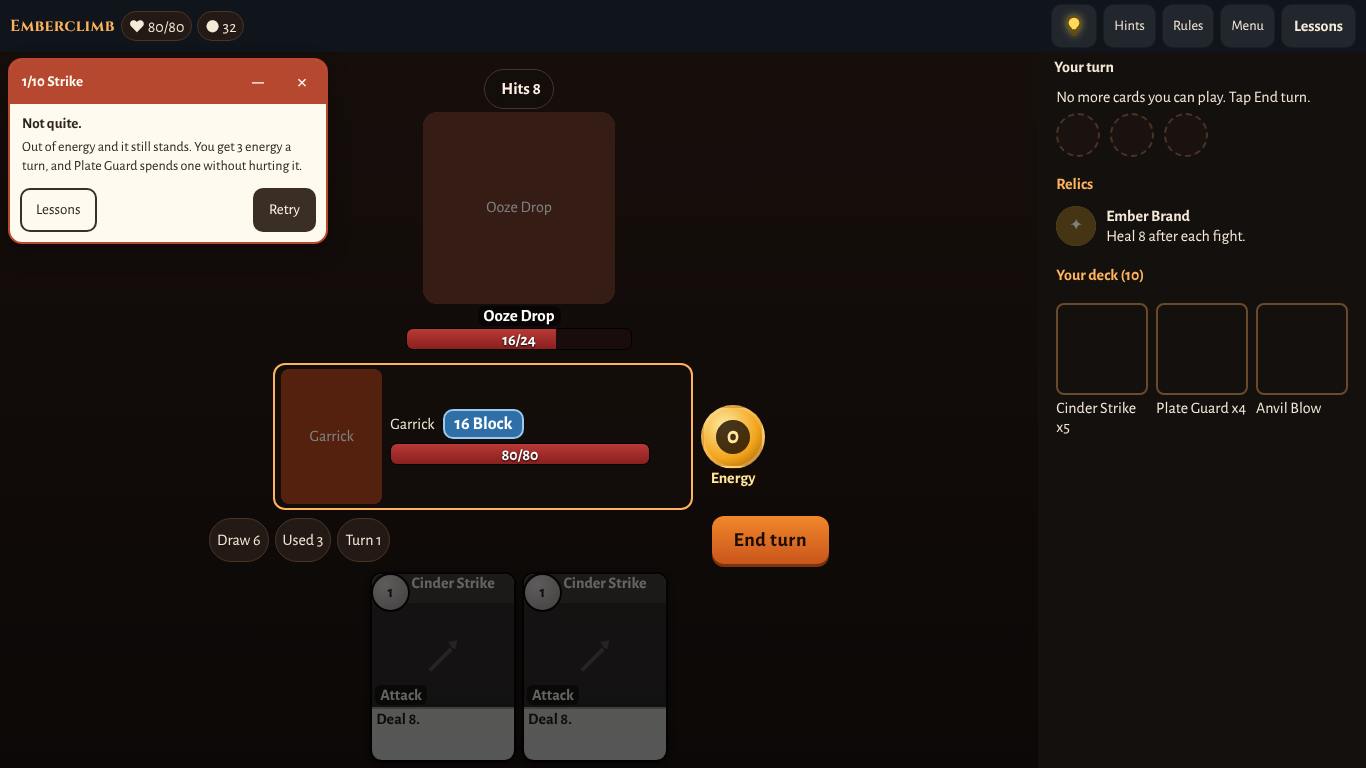 Emberclimb
80/80
32
Hints
Rules
Menu
Lessons
1/10 Strike
Not quite.
Out of energy and it still stands. You get 3 energy a
turn, and Plate Guard spends one without hurting it.
Lessons
Retry
Hits 8
Ooze Drop
Ooze Drop
16/24
Garrick
Garrick
16 Block
80/80
0
Energy
Draw 6
Used 3
Turn 1
End turn
1
Cinder Strike
Attack
Deal 8.
1
Cinder Strike
Attack
Deal 8.
Your turn
No more cards you can play. Tap End turn.
Relics
Ember Brand
Heal 8 after each fight.
Your deck (10)
Cinder Strike
x5
Plate Guard x4
Anvil Blow